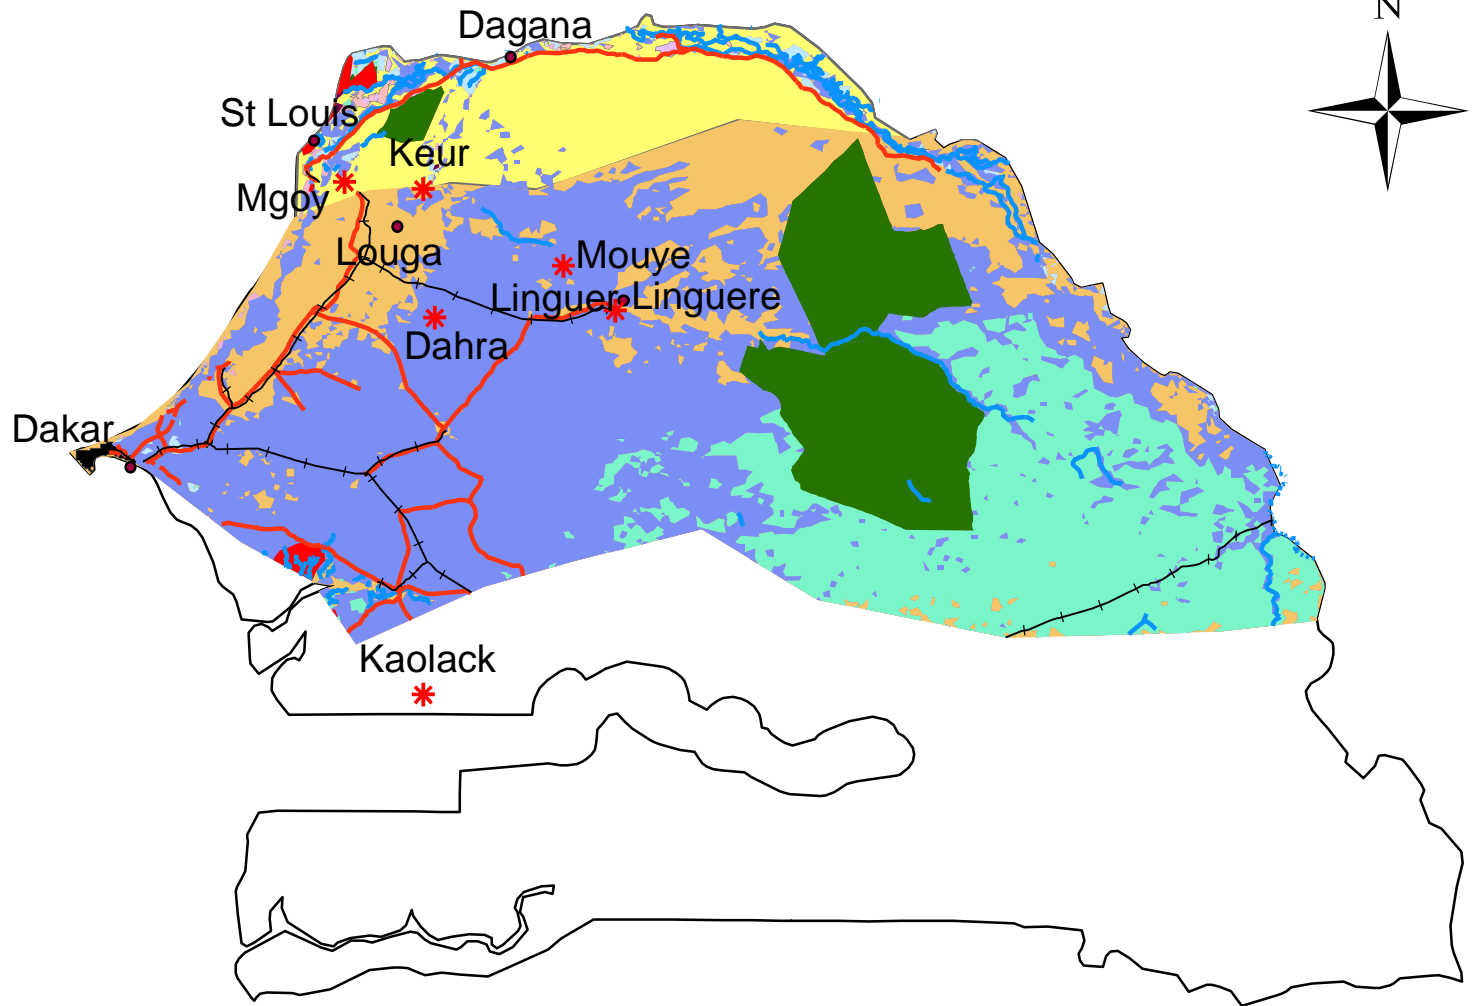 N
Dagana
St Louis
Keur
Mgoy
Louga
Mouye
Linguer
Linguere
Dahra
Dakar
Kaolack